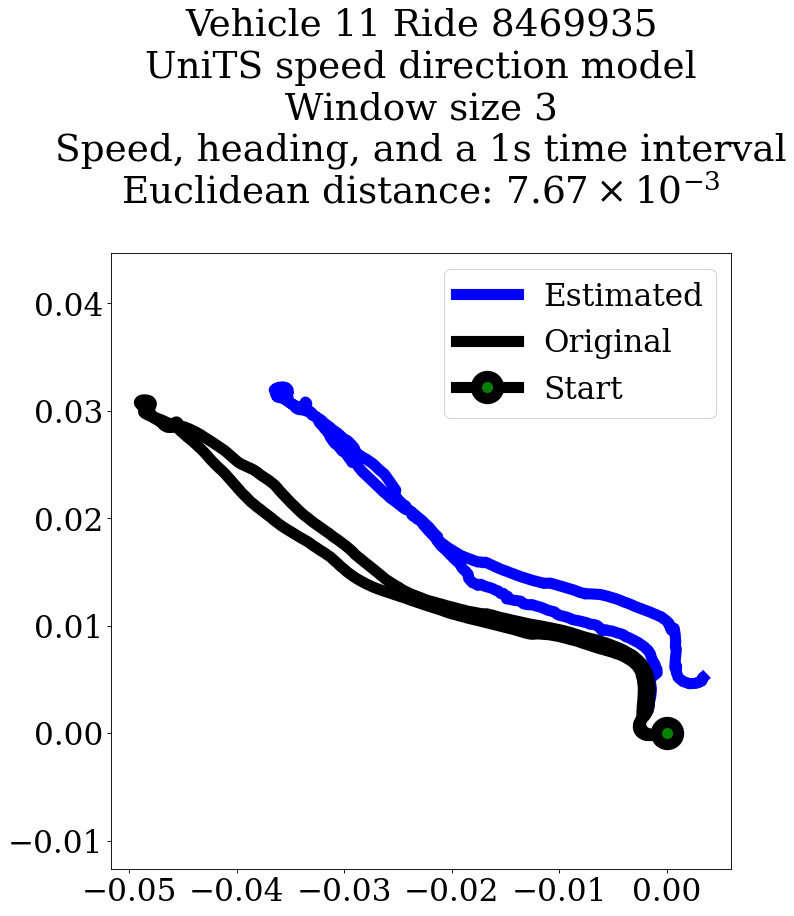 Vehicle 11 Ride 8469935
UniTS speed direction model
Window size 3
Speed, heading, and a 1s time interval
Euclidean distance: 7.67 × 10⁻³
Estimated
Original
Start
0.04
0.03
0.02
0.01
0.00
−0.01
−0.05 −0.04 −0.03 −0.02 −0.01 0.00